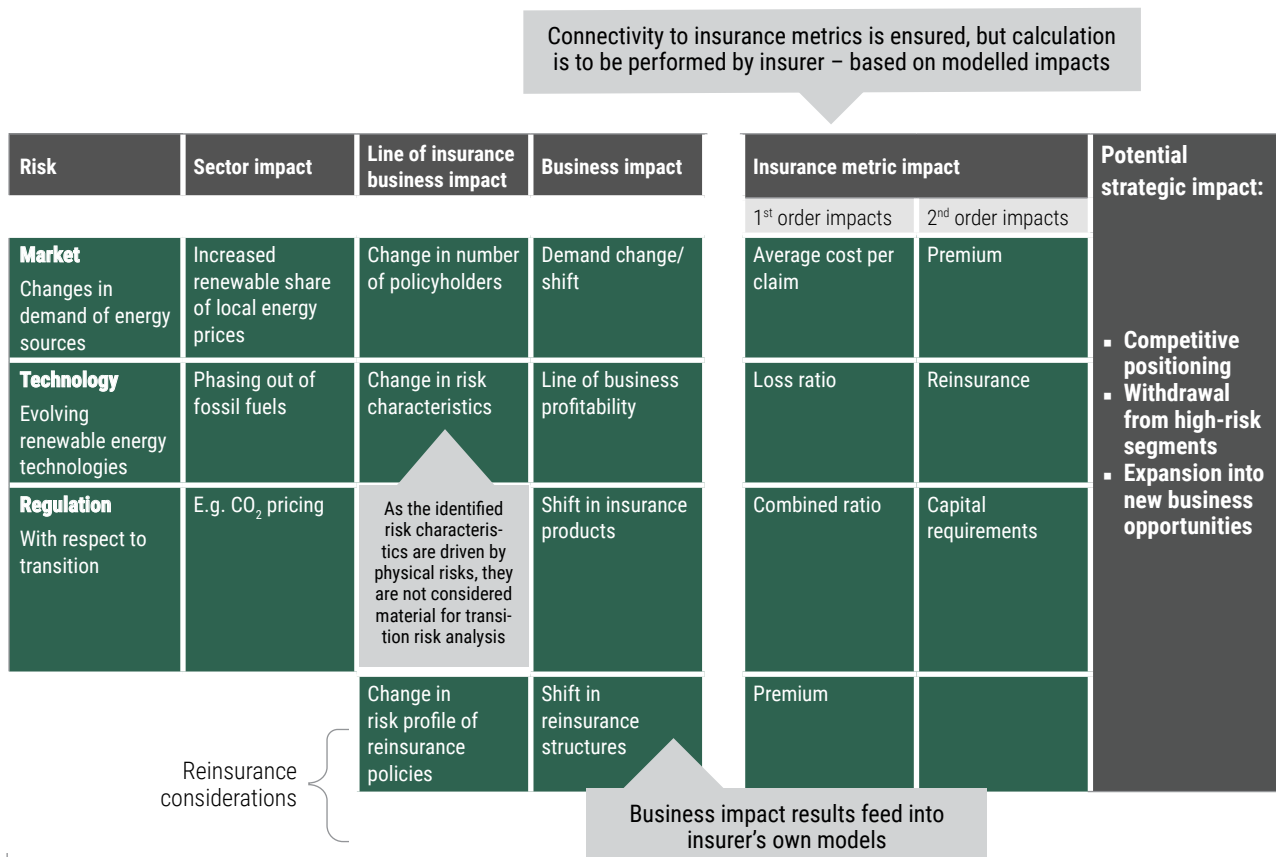 Connectivity to insurance metrics is ensured, but calculation
is to be performed by insurer – based on modelled impacts
Risk
Sector impact
Line of insurance
business impact
Business impact
Insurance metric impact
Potential
strategic impact:
1st order impacts
2nd order impacts
Market
Changes in
demand of energy
sources
Increased
renewable share
of local energy
prices
Change in number
of policyholders
Demand change/
shift
Average cost per
claim
Premium
Technology
Evolving
renewable energy
technologies
Phasing out of
fossil fuels
Change in risk
characteristics
Line of business
profitability
Loss ratio
Reinsurance
▪ Competitive
positioning
▪ Withdrawal
from high-risk
segments
▪ Expansion into
new business
opportunities
Regulation
With respect to
transition
E.g. CO2 pricing
As the identified
risk characteris-
tics are driven by
physical risks, they
are not considered
material for transi-
tion risk analysis
Shift in insurance
products
Combined ratio
Capital
requirements
Reinsurance
considerations
Change in
risk profile of
reinsurance
policies
Shift in
reinsurance
structures
Premium
Business impact results feed into
insurer's own models